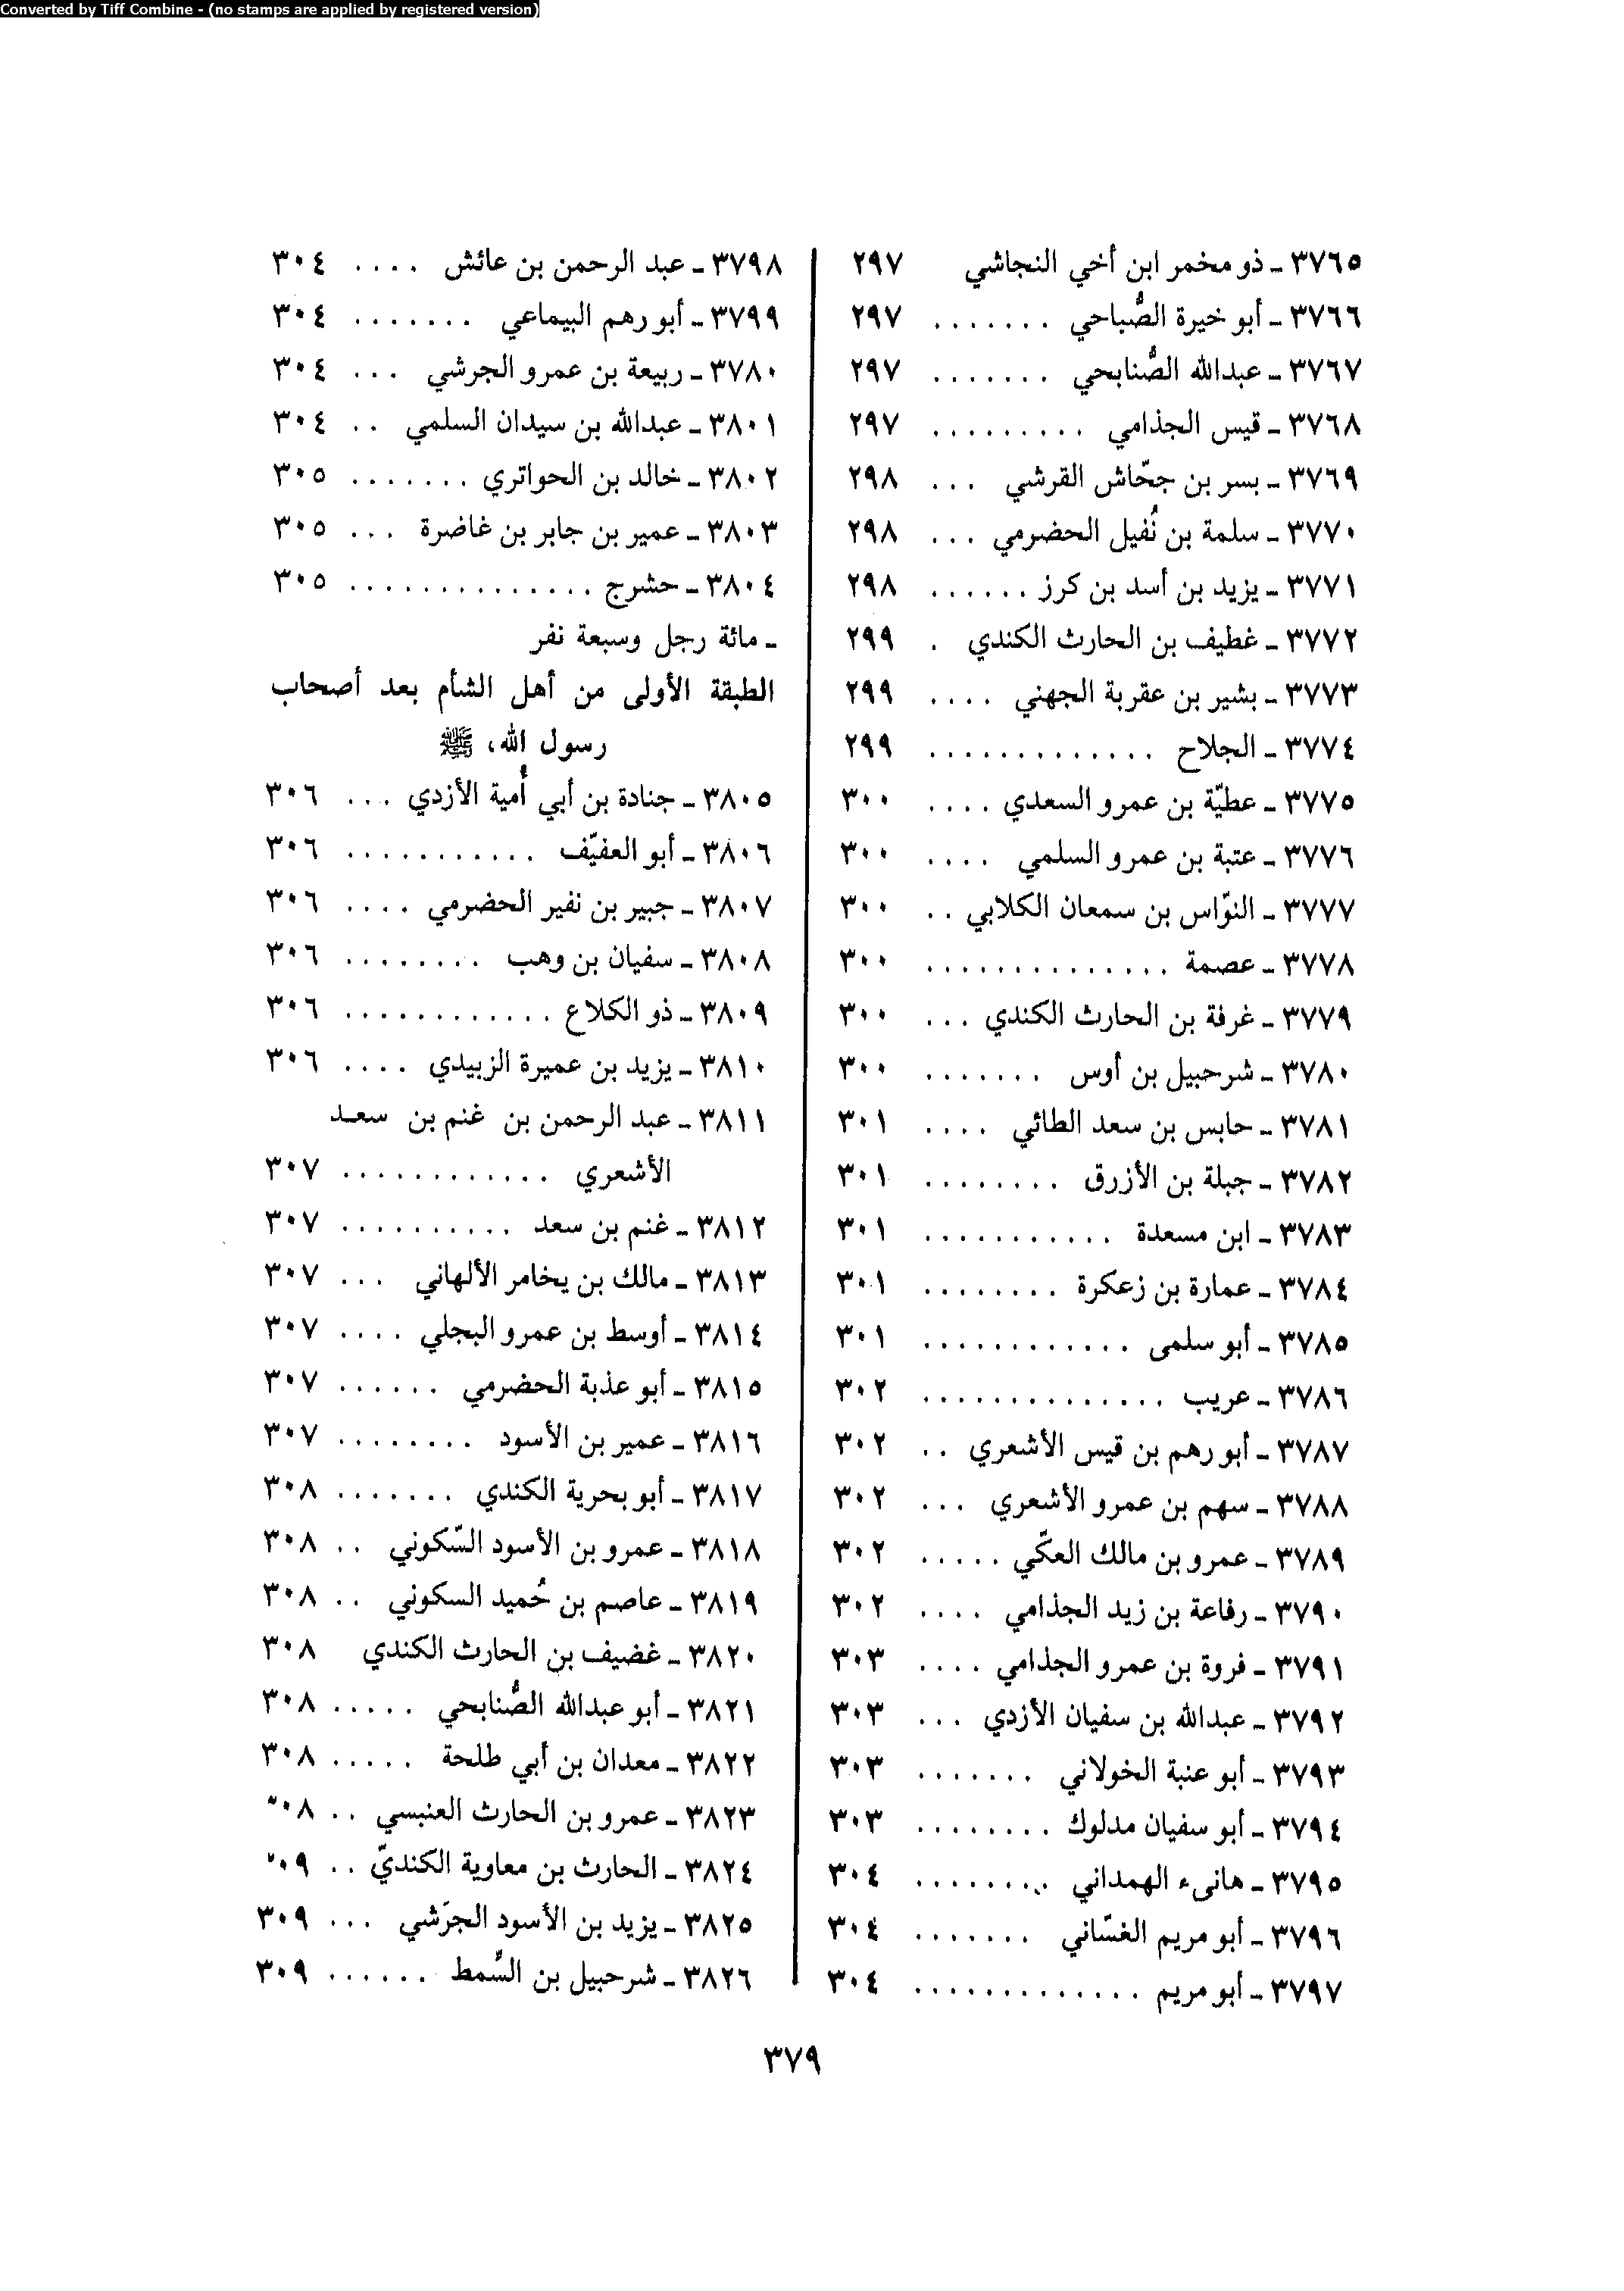 Converted by Tiff Combine - (no stamps are applied by registered version)
٣٧٦٥ - ذو مخمر ابن أخي النجاشي ٢٩٧
٣٧٦٦ - أبو خيرة الصُّباحي . . . . . . . ٢٩٧
٣٧٦٧ - عبدالله الصُّنابحي . . . . . . . ٢٩٧
٣٧٦٨ - قيس الجذامي . . . . . . . . . ٢٩٧
٣٧٦٩ - بسر بن جحّاش القرشي . . . ٢٩٨
٣٧٧٠ - سلمة بن نُفيل الحضرمي . . . ٢٩٨
٣٧٧١ - يزيد بن أسد بن كرز . . . . . . ٢٩٨
٣٧٧٢ - غطيف بن الحارث الكندي . ٢٩٩
٣٧٧٣ - بشير بن عقربة الجهني . . . . ٢٩٩
٣٧٧٤ - الجلاح . . . . . . . . . . . . . ٢٩٩
٣٧٧٥ - عطيّة بن عمرو السعدي . . . . ٣٠٠
٣٧٧٦ - عتبة بن عمرو السلمي . . . . ٣٠٠
٣٧٧٧ - النوّاس بن سمعان الكلابي . . ٣٠٠
٣٧٧٨ - عصمة . . . . . . . . . . . . . . ٣٠٠
٣٧٧٩ - غرفة بن الحارث الكندي . . . ٣٠٠
٣٧٨٠ - شرحبيل بن أوس . . . . . . . ٣٠٠
٣٧٨١ - حابس بن سعد الطائي . . . . ٣٠١
٣٧٨٢ - جبلة بن الأزرق . . . . . . . . ٣٠١
٣٧٨٣ - ابن مسعدة . . . . . . . . . . . ٣٠١
٣٧٨٤ - عمارة بن زعكرة . . . . . . . . ٣٠١
٣٧٨٥ - أبو سلمى . . . . . . . . . . . . ٣٠١
٣٧٨٦ - عريب . . . . . . . . . . . . . . ٣٠٢
٣٧٨٧ - أبو رهم بن قيس الأشعري . . ٣٠٢
٣٧٨٨ - سهم بن عمرو الأشعري . . . ٣٠٢
٣٧٨٩ - عمرو بن مالك العكّي . . . . . ٣٠٢
٣٧٩٠ - رفاعة بن زيد الجذامي . . . . ٣٠٢
٣٧٩١ - فروة بن عمرو الجذامي . . . . ٣٠٣
٣٧٩٢ - عبدالله بن سفيان الأزدي . . . ٣٠٣
٣٧٩٣ - أبو عنبة الخولاني . . . . . . . ٣٠٣
٣٧٩٤ - أبو سفيان مدلوك . . . . . . . . ٣٠٣
٣٧٩٥ - هانىء الهمداني . . . . . . . . ٣٠٤
٣٧٩٦ - أبو مريم الغسّاني . . . . . . . ٣٠٤
٣٧٩٧ - أبو مريم . . . . . . . . . . . . . ٣٠٤
٣٧٩٨ - عبد الرحمن بن عائش . . . . ٣٠٤
٣٧٩٩ - أبو رهم البيماعي . . . . . . . ٣٠٤
٣٧٨٠ - ربيعة بن عمرو الجرشي . . . ٣٠٤
٣٨٠١ - عبدالله بن سيدان السلمي . . ٣٠٤
٣٨٠٢ - خالد بن الحواتري . . . . . . . ٣٠٥
٣٨٠٣ - عمير بن جابر بن غاضرة . . . ٣٠٥
٣٨٠٤ - حشرج . . . . . . . . . . . . . . ٣٠٥
- مائة رجل وسبعة نفر
الطبقة الأولى من أهل الشأم بعد أصحاب
رسول الله، ﷺ
٣٨٠٥ - جنادة بن أبي أُمية الأزدي . . . ٣٠٦
٣٨٠٦ - أبو العفيّف . . . . . . . . . . . ٣٠٦
٣٨٠٧ - جبير بن نفير الحضرمي . . . . ٣٠٦
٣٨٠٨ - سفيان بن وهب . . . . . . . . ٣٠٦
٣٨٠٩ - ذو الكلاع . . . . . . . . . . . . ٣٠٦
٣٨١٠ - يزيد بن عميرة الزبيدي . . . . ٣٠٦
٣٨١١ - عبد الرحمن بن غنم بن سعد
الأشعري . . . . . . . . . . . . ٣٠٧
٣٨١٢ - غنم بن سعد . . . . . . . . . . ٣٠٧
٣٨١٣ - مالك بن يخامر الألهاني . . . ٣٠٧
٣٨١٤ - أوسط بن عمرو البجلي . . . . ٣٠٧
٣٨١٥ - أبو عذبة الحضرمي . . . . . . ٣٠٧
٣٨١٦ - عمير بن الأسود . . . . . . . . ٣٠٧
٣٨١٧ - أبو بحرية الكندي . . . . . . . ٣٠٨
٣٨١٨ - عمرو بن الأسود السّكوني . . ٣٠٨
٣٨١٩ - عاصم بن حُميد السكوني . . ٣٠٨
٣٨٢٠ - غضيف بن الحارث الكندي ٣٠٨
٣٨٢١ - أبو عبدالله الصُّنابحي . . . . . ٣٠٨
٣٨٢٢ - معدان بن أبي طلحة . . . . . ٣٠٨
٣٨٢٣ - عمرو بن الحارث العنبسي . .
٣٨٢٤ - الحارث بن معاوية الكنديّ . .
٣٨٢٥ - يزيد بن الأسود الجرَشي . . . ٣٠٩
٣٨٢٦ - شرحبيل بن السِّمط . . . . . . ٣٠٩
٣٧٩